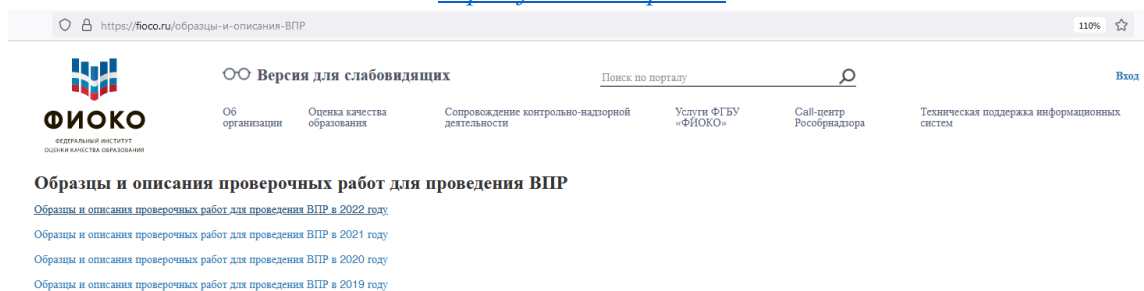 https://fioco.ru/образцы-и-описания-ВПР
110%
Версия для слабовидящих
Поиск по порталу
Вход
ФИОКО
ФЕДЕРАЛЬНЫЙ ИНСТИТУТ
ОЦЕНКИ КАЧЕСТВА ОБРАЗОВАНИЯ
Об
организации
Оценка качества
образования
Сопровождение контрольно-надзорной
деятельности
Услуги ФГБУ
«ФИОКО»
Call-центр
Рособрнадзора
Техническая поддержка информационных
систем
Образцы и описания проверочных работ для проведения ВПР
Образцы и описания проверочных работ для проведения ВПР в 2022 году
Образцы и описания проверочных работ для проведения ВПР в 2021 году
Образцы и описания проверочных работ для проведения ВПР в 2020 году
Образцы и описания проверочных работ для проведения ВПР в 2019 году